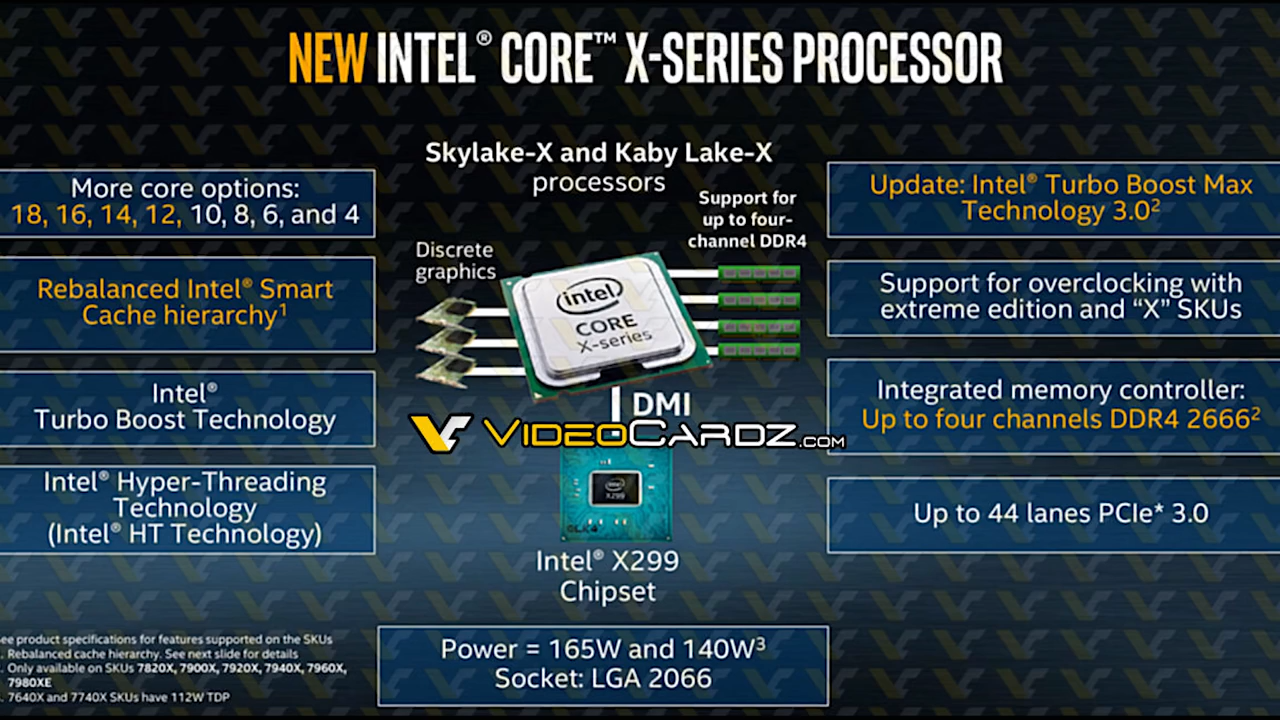 NEW INTEL® CORE™ X-SERIES PROCESSOR
Skylake-X and Kaby Lake-X
processors
More core options:
18, 16, 14, 12, 10, 8, 6, and 4
Rebalanced Intel® Smart
Cache hierarchy¹
Intel®
Turbo Boost Technology
Intel® Hyper-Threading
Technology
(Intel® HT Technology)
Discrete
graphics
Support for
up to four-
channel DDR4
intel
CORE
X-series
DMI
VIDEOCARDZ.COM
intel
X299
Intel® X299
Chipset
Power = 165W and 140W³
Socket: LGA 2066
Update: Intel® Turbo Boost Max
Technology 3.0²
Support for overclocking with
extreme edition and “X” SKUs
Integrated memory controller:
Up to four channels DDR4 2666²
Up to 44 lanes PCIe* 3.0
ee product specifications for features supported on the SKUs
. Rebalanced cache hierarchy. See next slide for details
. Only available on SKUs 7820X, 7900X, 7920X, 7940X, 7960X,
7980XE
. 7640X and 7740X SKUs have 112W TDP